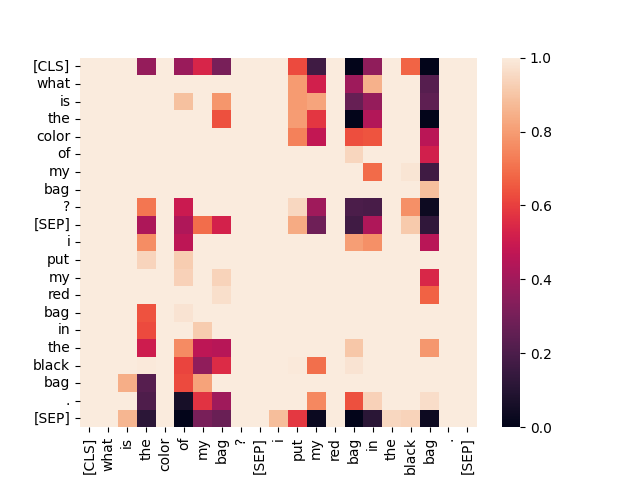 [CLS]
what
is
the
color
of
my
bag
?
[SEP]
i
put
my
red
bag
in
the
black
bag
.
[SEP]
1.0
0.8
0.6
0.4
0.2
0.0
[CLS]
what
is
the
color
of
my
bag
?
[SEP]
i
put
my
red
bag
in
the
black
bag
.
[SEP]